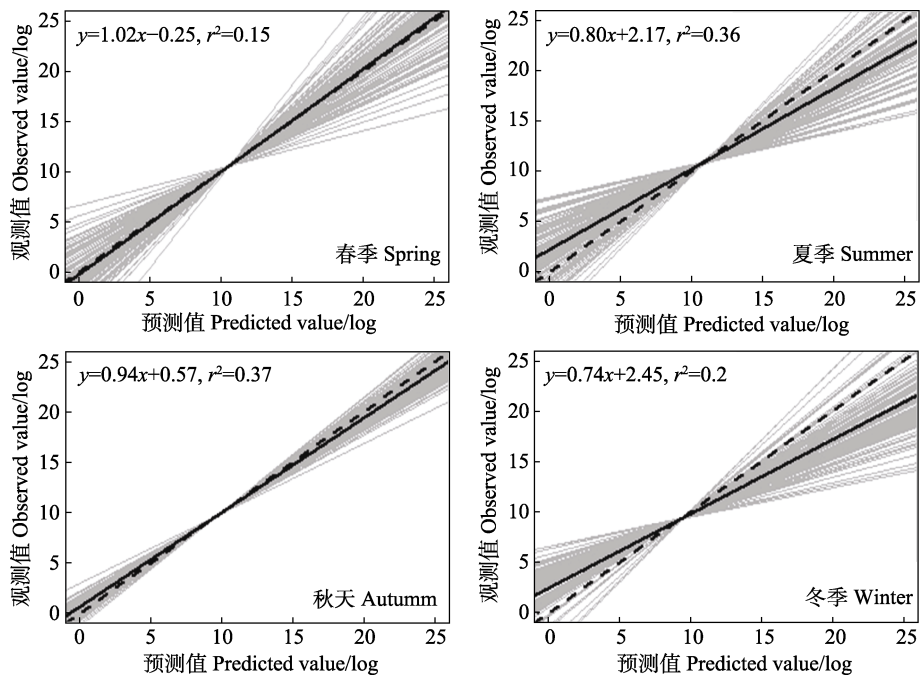 y=1.02x−0.25, r²=0.15
观测值 Observed value/log
25
20
15
10
5
0
春季 Spring
0 5 10 15 20 25
预测值 Predicted value/log
y=0.80x+2.17, r²=0.36
观测值 Observed value/log
25
20
15
10
5
0
夏季 Summer
0 5 10 15 20 25
预测值 Predicted value/log
y=0.94x+0.57, r²=0.37
观测值 Observed value/log
25
20
15
10
5
0
秋天 Autumm
0 5 10 15 20 25
预测值 Predicted value/log
y=0.74x+2.45, r²=0.2
观测值 Observed value/log
25
20
15
10
5
0
冬季 Winter
0 5 10 15 20 25
预测值 Predicted value/log